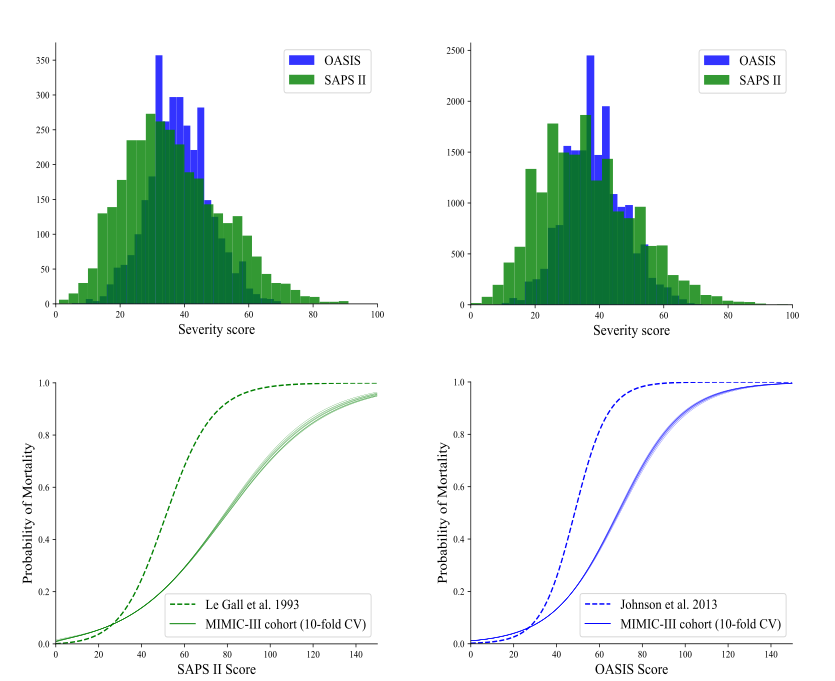 350
300
250
200
150
100
50
0
0 20 40 60 80 100
Severity score
OASIS
SAPS II
2500
2000
1500
1000
500
0
0 20 40 60 80 100
Severity score
OASIS
SAPS II
1.0
0.8
0.6
0.4
0.2
0.0
Probability of Mortality
0 20 40 60 80 100 120 140
SAPS II Score
Le Gall et al. 1993
MIMIC-III cohort (10-fold CV)
1.0
0.8
0.6
0.4
0.2
0.0
Probability of Mortality
0 20 40 60 80 100 120 140
OASIS Score
Johnson et al. 2013
MIMIC-III cohort (10-fold CV)